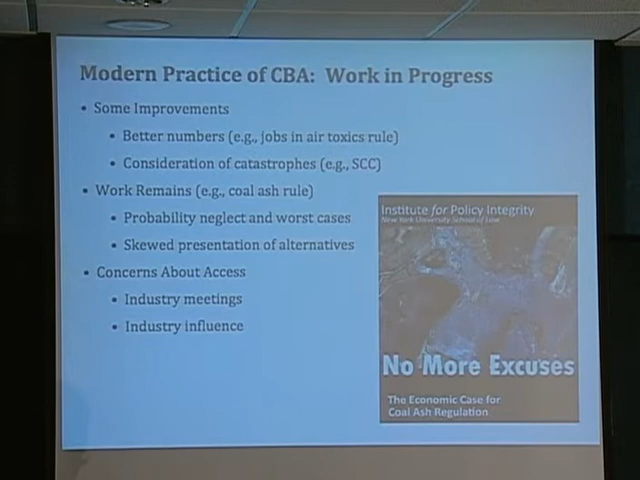 Modern Practice of CBA: Work in Progress
• Some Improvements
• Better numbers (e.g., jobs in air toxics rule)
• Consideration of catastrophes (e.g., SCC)
• Work Remains (e.g., coal ash rule)
• Probability neglect and worst cases
• Skewed presentation of alternatives
• Concerns About Access
• Industry meetings
• Industry influence
Institute for Policy Integrity
New York University School of Law
No More Excuses
The Economic Case for
Coal Ash Regulation